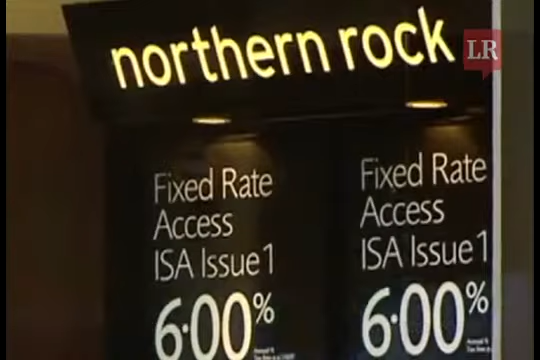 northern rock
LR
Fixed Rate
Access
ISA Issue 1
6.00%
Fixed Rate
Access
ISA Issue 1
6.00%